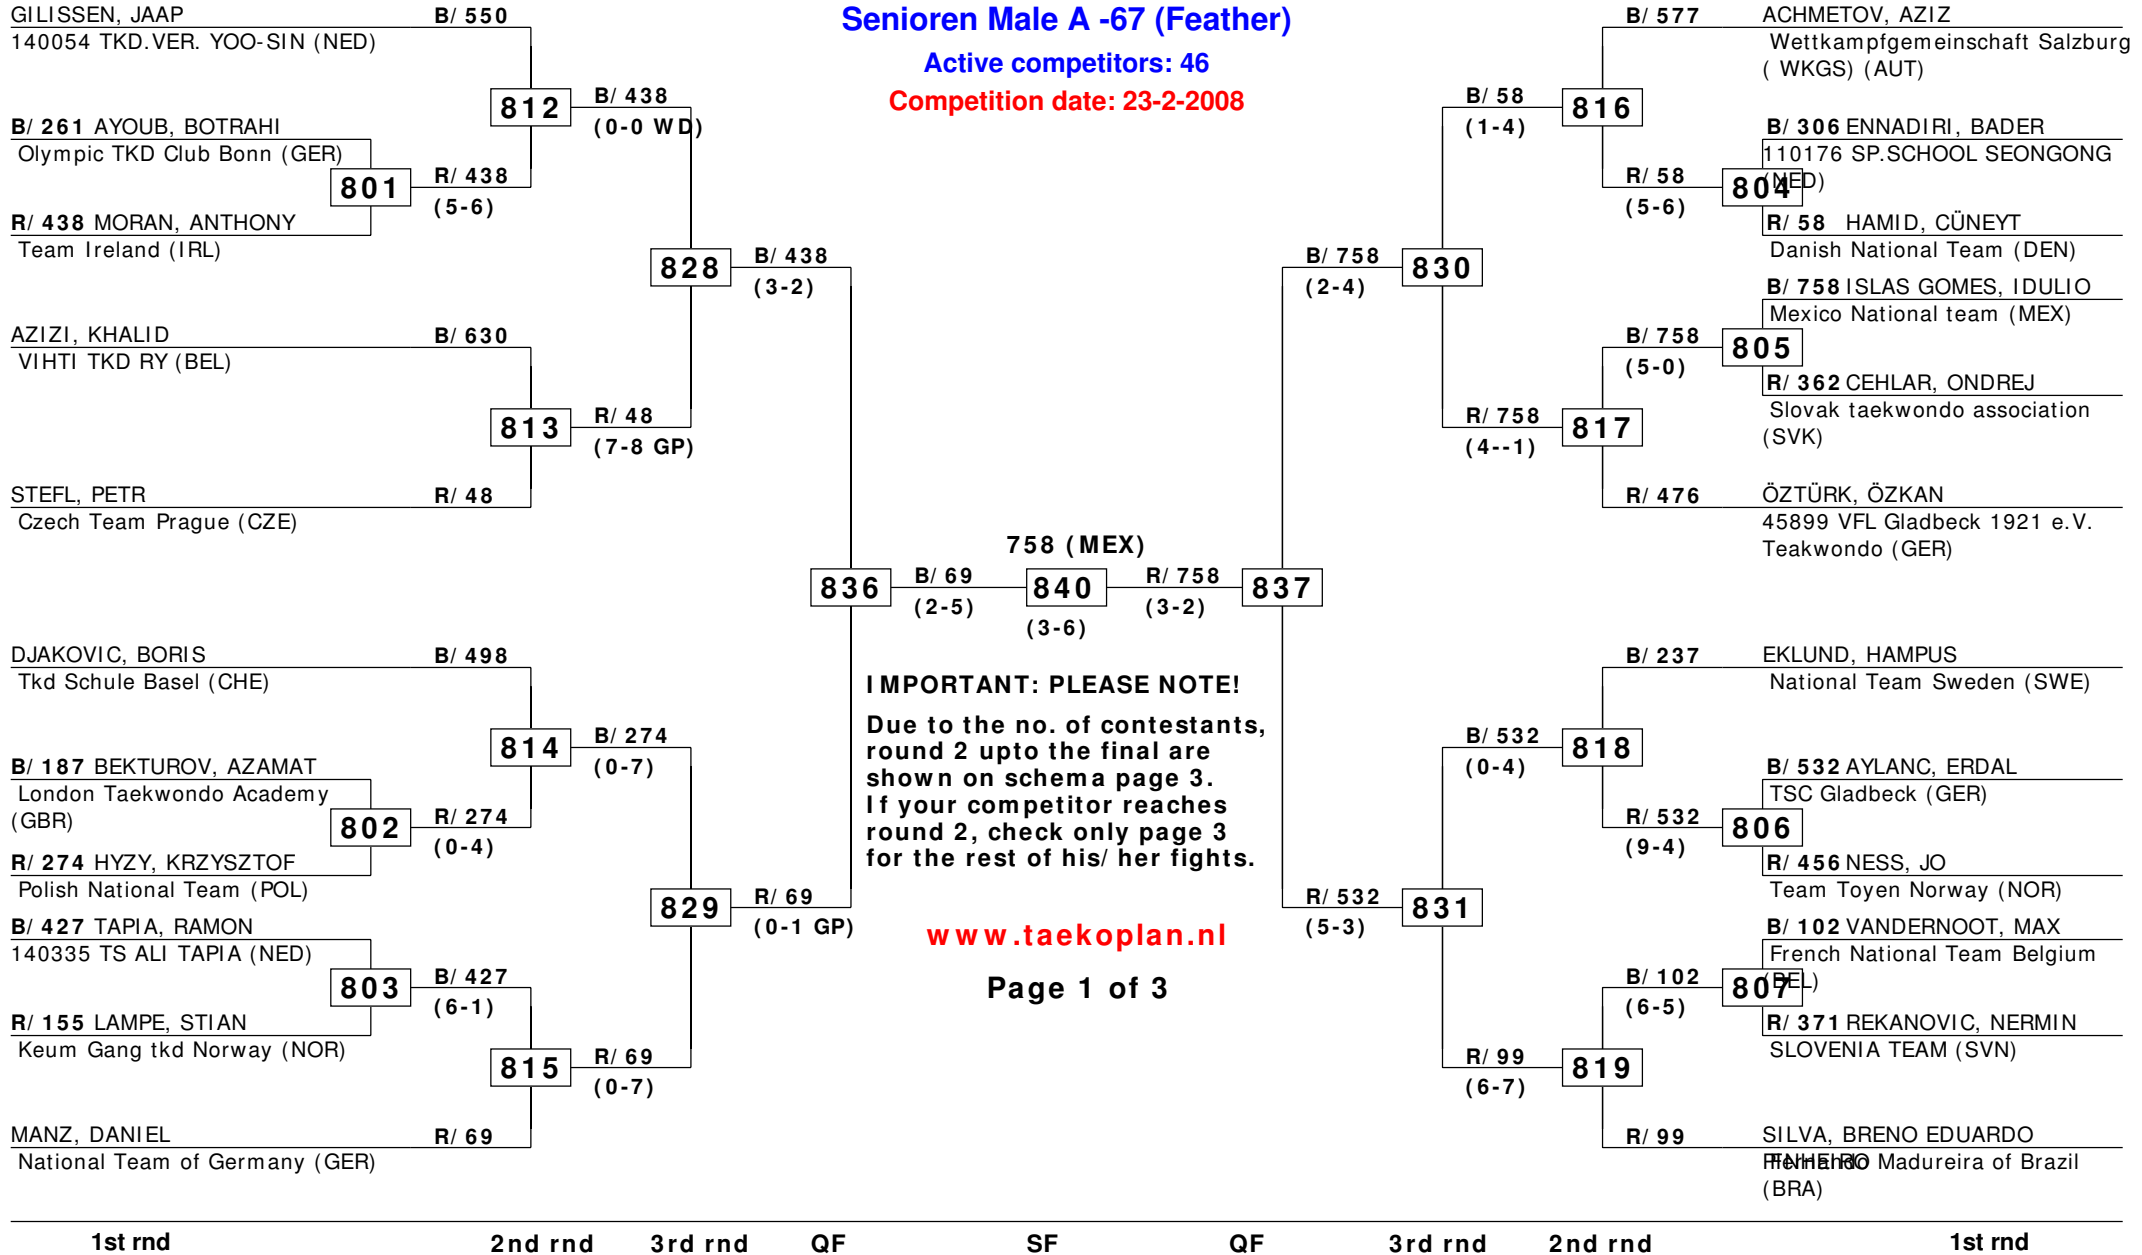 Senioren Male A -67 (Feather)
Active competitors: 46
Competition date: 23-2-2008
GILISSEN, JAAP
B/ 550
140054 TKD.VER. YOO-SIN (NED)
812
B/ 438
(0-0 WD)
B/ 261 AYOUB, BOTRAHI
Olympic TKD Club Bonn (GER)
801
R/ 438
(5-6)
R/ 438 MORAN, ANTHONY
Team Ireland (IRL)
828
B/ 438
(3-2)
AZIZI, KHALID
B/ 630
VIHTI TKD RY (BEL)
813
R/ 48
(7-8 GP)
STEFL, PETR
R/ 48
Czech Team Prague (CZE)
836
B/ 69
(2-5)
758 (MEX)
840
(3-6)
R/ 758
(3-2)
837
DJAKOVIC, BORIS
B/ 498
Tkd Schule Basel (CHE)
814
B/ 274
(0-7)
B/ 187 BEKTUROV, AZAMAT
London Taekwondo Academy
(GBR)
802
R/ 274
(0-4)
R/ 274 HYZY, KRZYSZTOF
Polish National Team (POL)
829
R/ 69
(0-1 GP)
B/ 427 TAPIA, RAMON
140335 TS ALI TAPIA (NED)
803
B/ 427
(6-1)
R/ 155 LAMPE, STIAN
Keum Gang tkd Norway (NOR)
815
R/ 69
(0-7)
MANZ, DANIEL
R/ 69
National Team of Germany (GER)
IMPORTANT: PLEASE NOTE!
Due to the no. of contestants,
round 2 upto the final are
shown on schema page 3.
If your competitor reaches
round 2, check only page 3
for the rest of his/ her fights.
www.taekoplan.nl
Page 1 of 3
B/ 577
ACHMETOV, AZIZ
Wettkampfgemeinschaft Salzburg
( WKGS) (AUT)
B/ 58
(1-4)
816
B/ 306 ENNADIRI, BADER
110176 SP.SCHOOL SEONGONG
(NED)
R/ 58
(5-6)
804
R/ 58 HAMID, CÜNEYT
Danish National Team (DEN)
B/ 758
(2-4)
830
B/ 758 ISLAS GOMES, IDULIO
Mexico National team (MEX)
B/ 758
(5-0)
805
R/ 362 CEHLAR, ONDREJ
Slovak taekwondo association
(SVK)
R/ 758
(4--1)
817
R/ 476
ÖZTÜRK, ÖZKAN
45899 VFL Gladbeck 1921 e.V.
Teakwondo (GER)
B/ 237
EKLUND, HAMPUS
National Team Sweden (SWE)
B/ 532
(0-4)
818
B/ 532 AYLANC, ERDAL
TSC Gladbeck (GER)
R/ 532
(9-4)
806
R/ 456 NESS, JO
Team Toyen Norway (NOR)
R/ 532
(5-3)
831
B/ 102 VANDERNOOT, MAX
French National Team Belgium
(BEL)
B/ 102
(6-5)
807
R/ 371 REKANOVIC, NERMIN
SLOVENIA TEAM (SVN)
R/ 99
(6-7)
819
R/ 99
SILVA, BRENO EDUARDO
PINHEIRO
Fernando Madureira of Brazil
(BRA)
1st rnd
2nd rnd
3rd rnd
QF
SF
QF
3rd rnd
2nd rnd
1st rnd